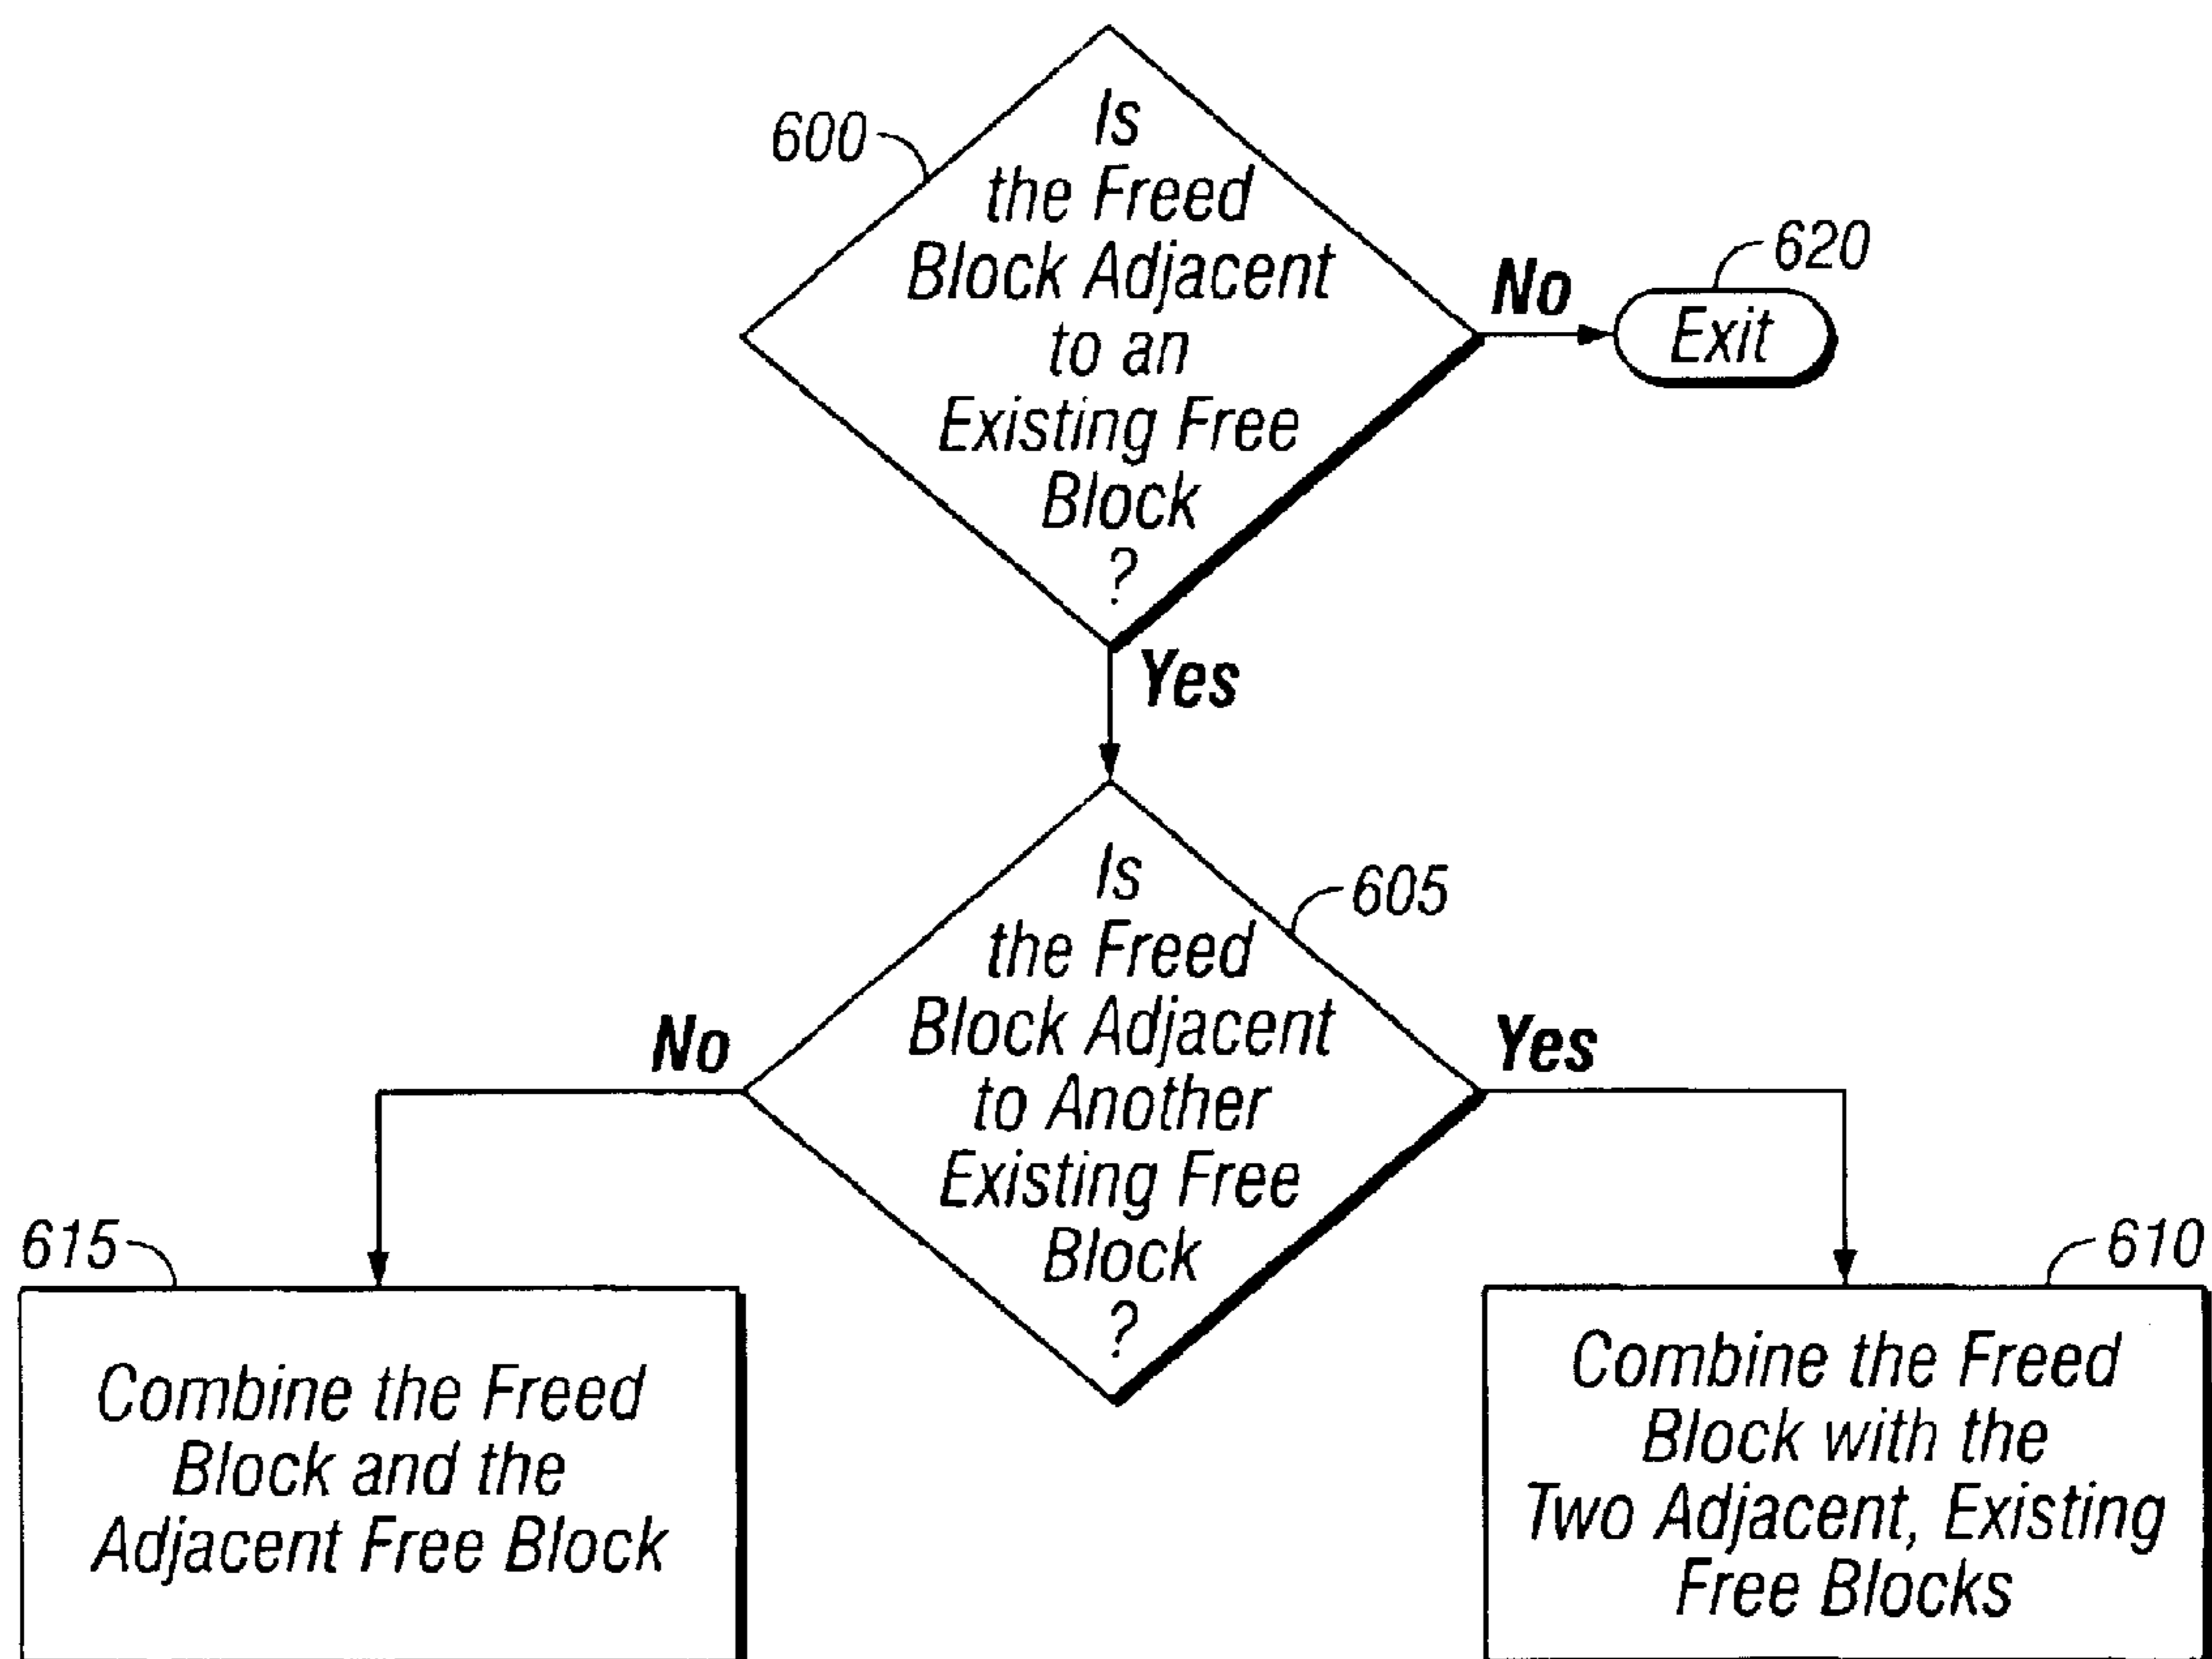 600
Is
the Freed
Block Adjacent
to an
Existing Free
Block
?
No
620
Exit
Yes
Is
the Freed
Block Adjacent
to Another
Existing Free
Block
?
605
No
Yes
615
Combine the Freed
Block and the
Adjacent Free Block
610
Combine the Freed
Block with the
Two Adjacent, Existing
Free Blocks